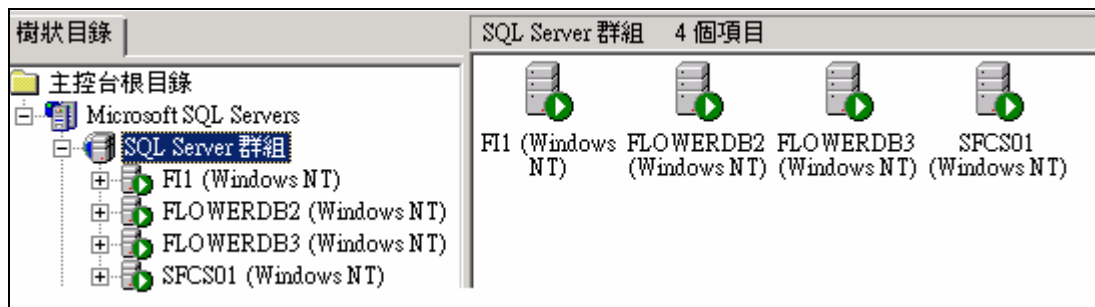 樹狀目錄
主控台根目錄
Microsoft SQL Servers
SQL Server 群組
FI1 (Windows NT)
FLOWERDB2 (Windows NT)
FLOWERDB3 (Windows NT)
SFCS01 (Windows NT)
SQL Server 群組 4 個項目
FI1 (Windows
NT)
FLOWERDB2
(Windows NT)
FLOWERDB3
(Windows NT)
SFCS01
(Windows NT)